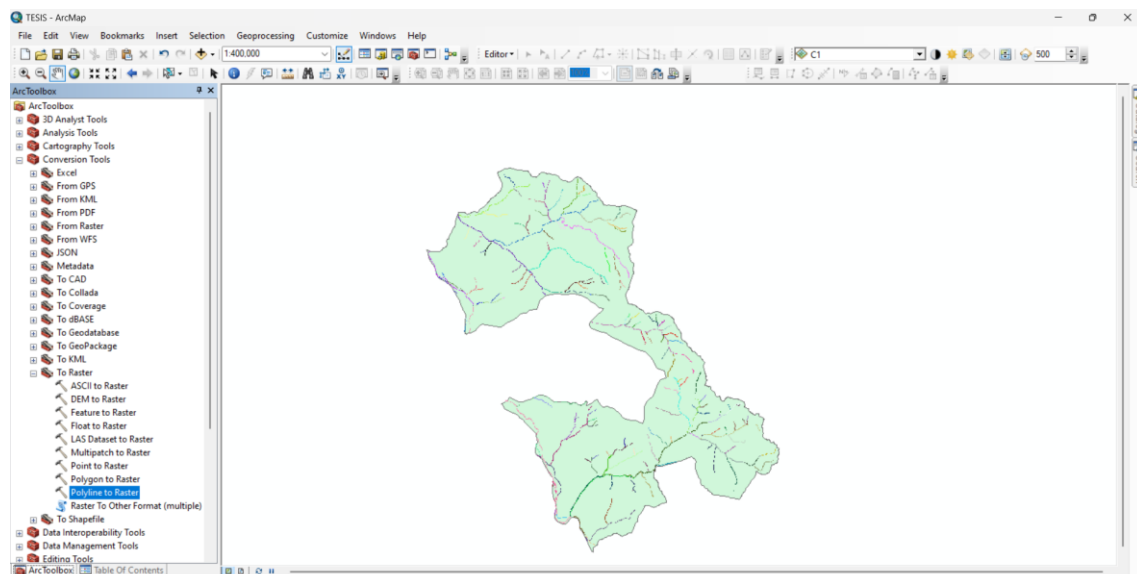 TESIS - ArcMap
File Edit View Bookmarks Insert Selection Geoprocessing Customize Windows Help
1:400.000 Editor C1 500
ArcToolbox
ArcToolbox
3D Analyst Tools
Analysis Tools
Cartography Tools
Conversion Tools
Excel
From GPS
From KML
From PDF
From Raster
From WFS
JSON
Metadata
To CAD
To Collada
To Coverage
To dBASE
To Geodatabase
To GeoPackage
To KML
To Raster
ASCII to Raster
DEM to Raster
Feature to Raster
Float to Raster
LAS Dataset to Raster
Multipatch to Raster
Point to Raster
Polygon to Raster
Polyline to Raster
Raster To Other Format (multiple)
To Shapefile
Data Interoperability Tools
Data Management Tools
Editing Tools
ArcToolbox Table Of Contents